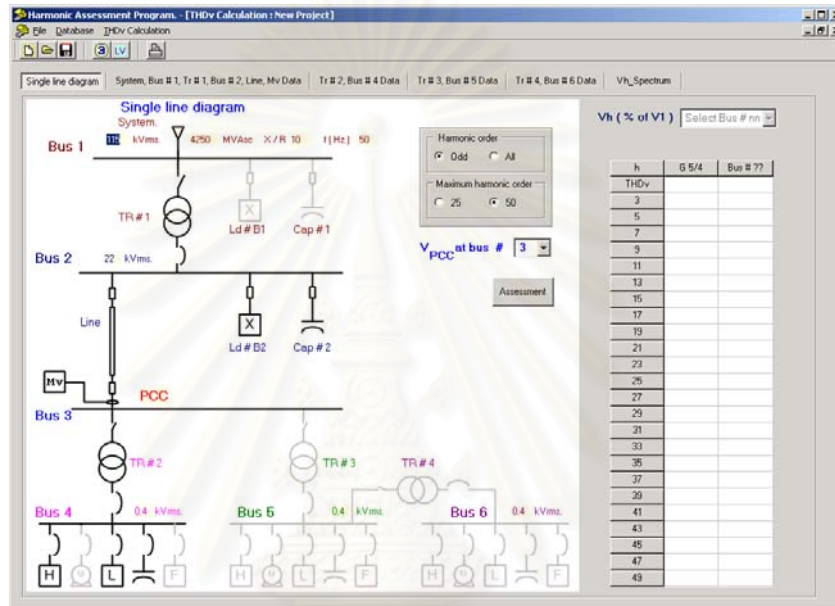 Harmonic Assessment Program. - [THDv Calculation : New Project]
File Database THDv Calculation
3 LV
Single line diagram System, Bus # 1, Tr # 1, Bus # 2, Line, Mv Data Tr # 2, Bus # 4 Data Tr # 3, Bus # 5 Data Tr # 4, Bus # 6 Data Vh_Spectrum
Single line diagram
System.
Bus 1 115 kVrms. 4250 MVAsc X / R 10 f [Hz] 50
TR # 1
X
Ld # B1 Cap # 1
Bus 2 22 kVrms.
Line
X
Ld # B2 Cap # 2
Mv
PCC
Bus 3
TR # 2 TR # 3 TR # 4
Bus 4 0.4 kVrms. Bus 5 0.4 kVrms. Bus 6 0.4 kVrms.
H M L F H M L F H M L F
Harmonic order
Odd All
Maximum harmonic order
25 50
VPCC at bus # 3
Assessment
Vh ( % of V1 ) Select Bus # nn
h G 5/4 Bus # ??
THDv
3
5
7
9
11
13
15
17
19
21
23
25
27
29
31
33
35
37
39
41
43
45
47
49